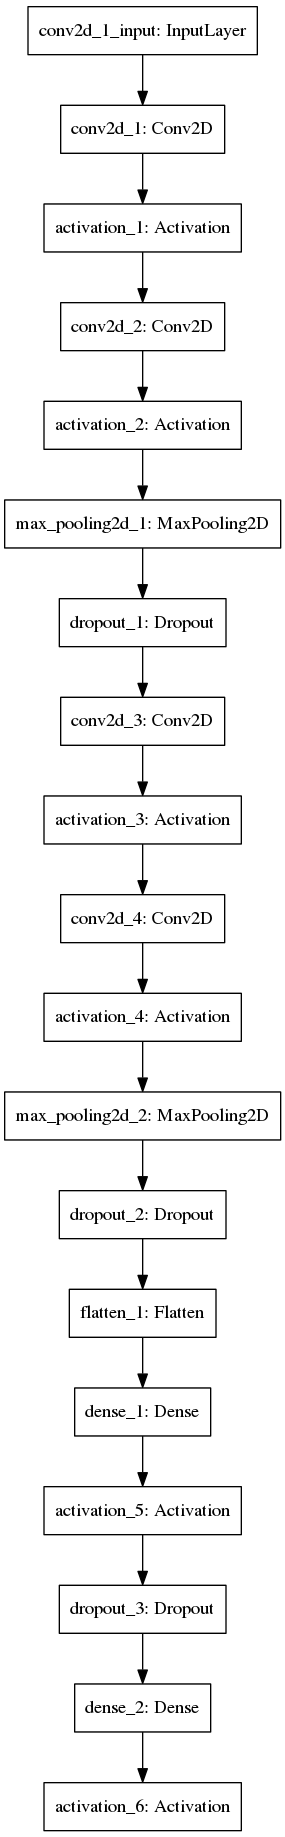 conv2d_1_input: InputLayer
conv2d_1: Conv2D
activation_1: Activation
conv2d_2: Conv2D
activation_2: Activation
max_pooling2d_1: MaxPooling2D
dropout_1: Dropout
conv2d_3: Conv2D
activation_3: Activation
conv2d_4: Conv2D
activation_4: Activation
max_pooling2d_2: MaxPooling2D
dropout_2: Dropout
flatten_1: Flatten
dense_1: Dense
activation_5: Activation
dropout_3: Dropout
dense_2: Dense
activation_6: Activation